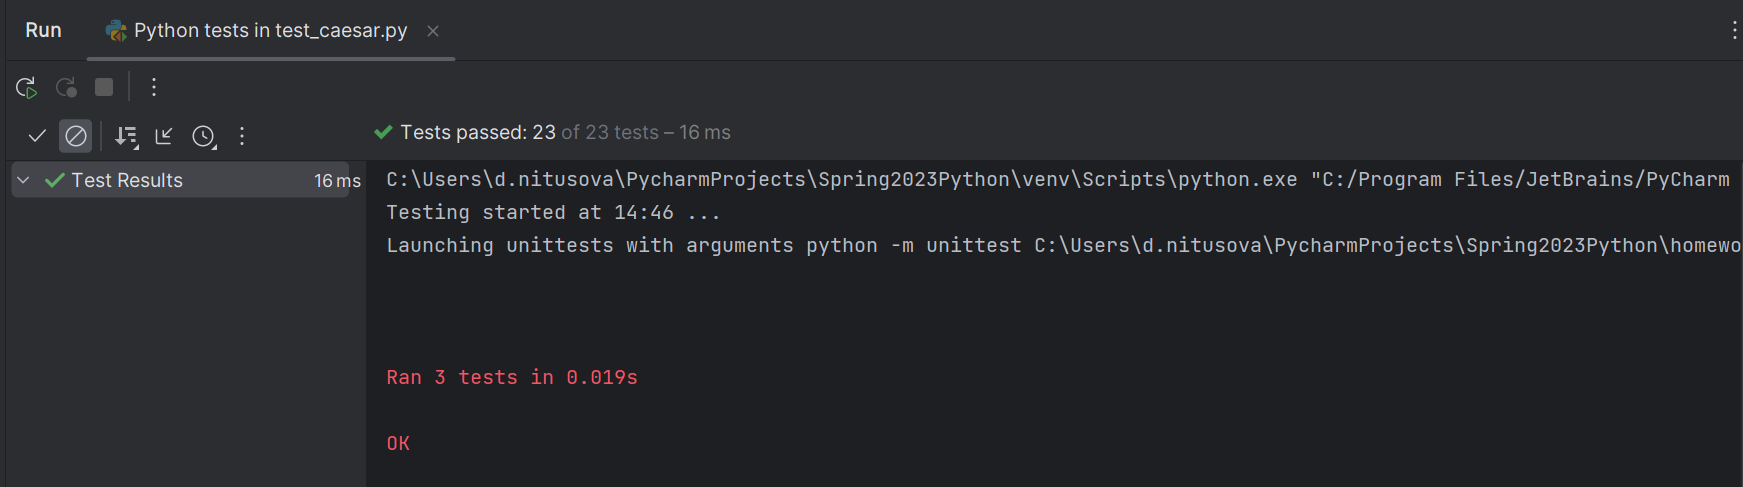 Run Python tests in test_caesar.py
Tests passed: 23 of 23 tests – 16 ms
Test Results 16 ms
C:\Users\d.nitusova\PycharmProjects\Spring2023Python\venv\Scripts\python.exe "C:/Program Files/JetBrains/PyCharm
Testing started at 14:46 ...
Launching unittests with arguments python -m unittest C:\Users\d.nitusova\PycharmProjects\Spring2023Python\homewo
Ran 3 tests in 0.019s
OK